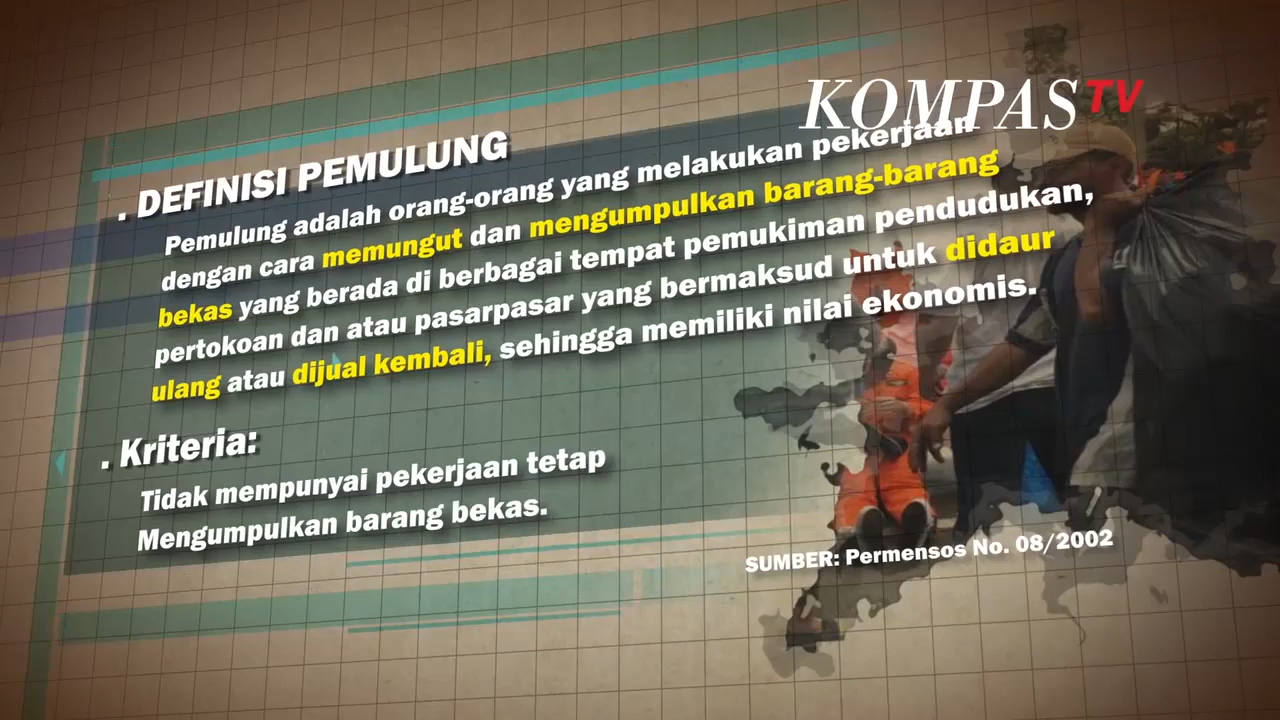 KOMPAS TV
. DEFINISI PEMULUNG
Pemulung adalah orang-orang yang melakukan pekerjaan
dengan cara memungut dan mengumpulkan barang-barang
bekas yang berada di berbagai tempat pemukiman pendudukan,
pertokoan dan atau pasarpasar yang bermaksud untuk didaur
ulang atau dijual kembali, sehingga memiliki nilai ekonomis.
. Kriteria:
Tidak mempunyai pekerjaan tetap
Mengumpulkan barang bekas.
SUMBER: Permensos No. 08/2002